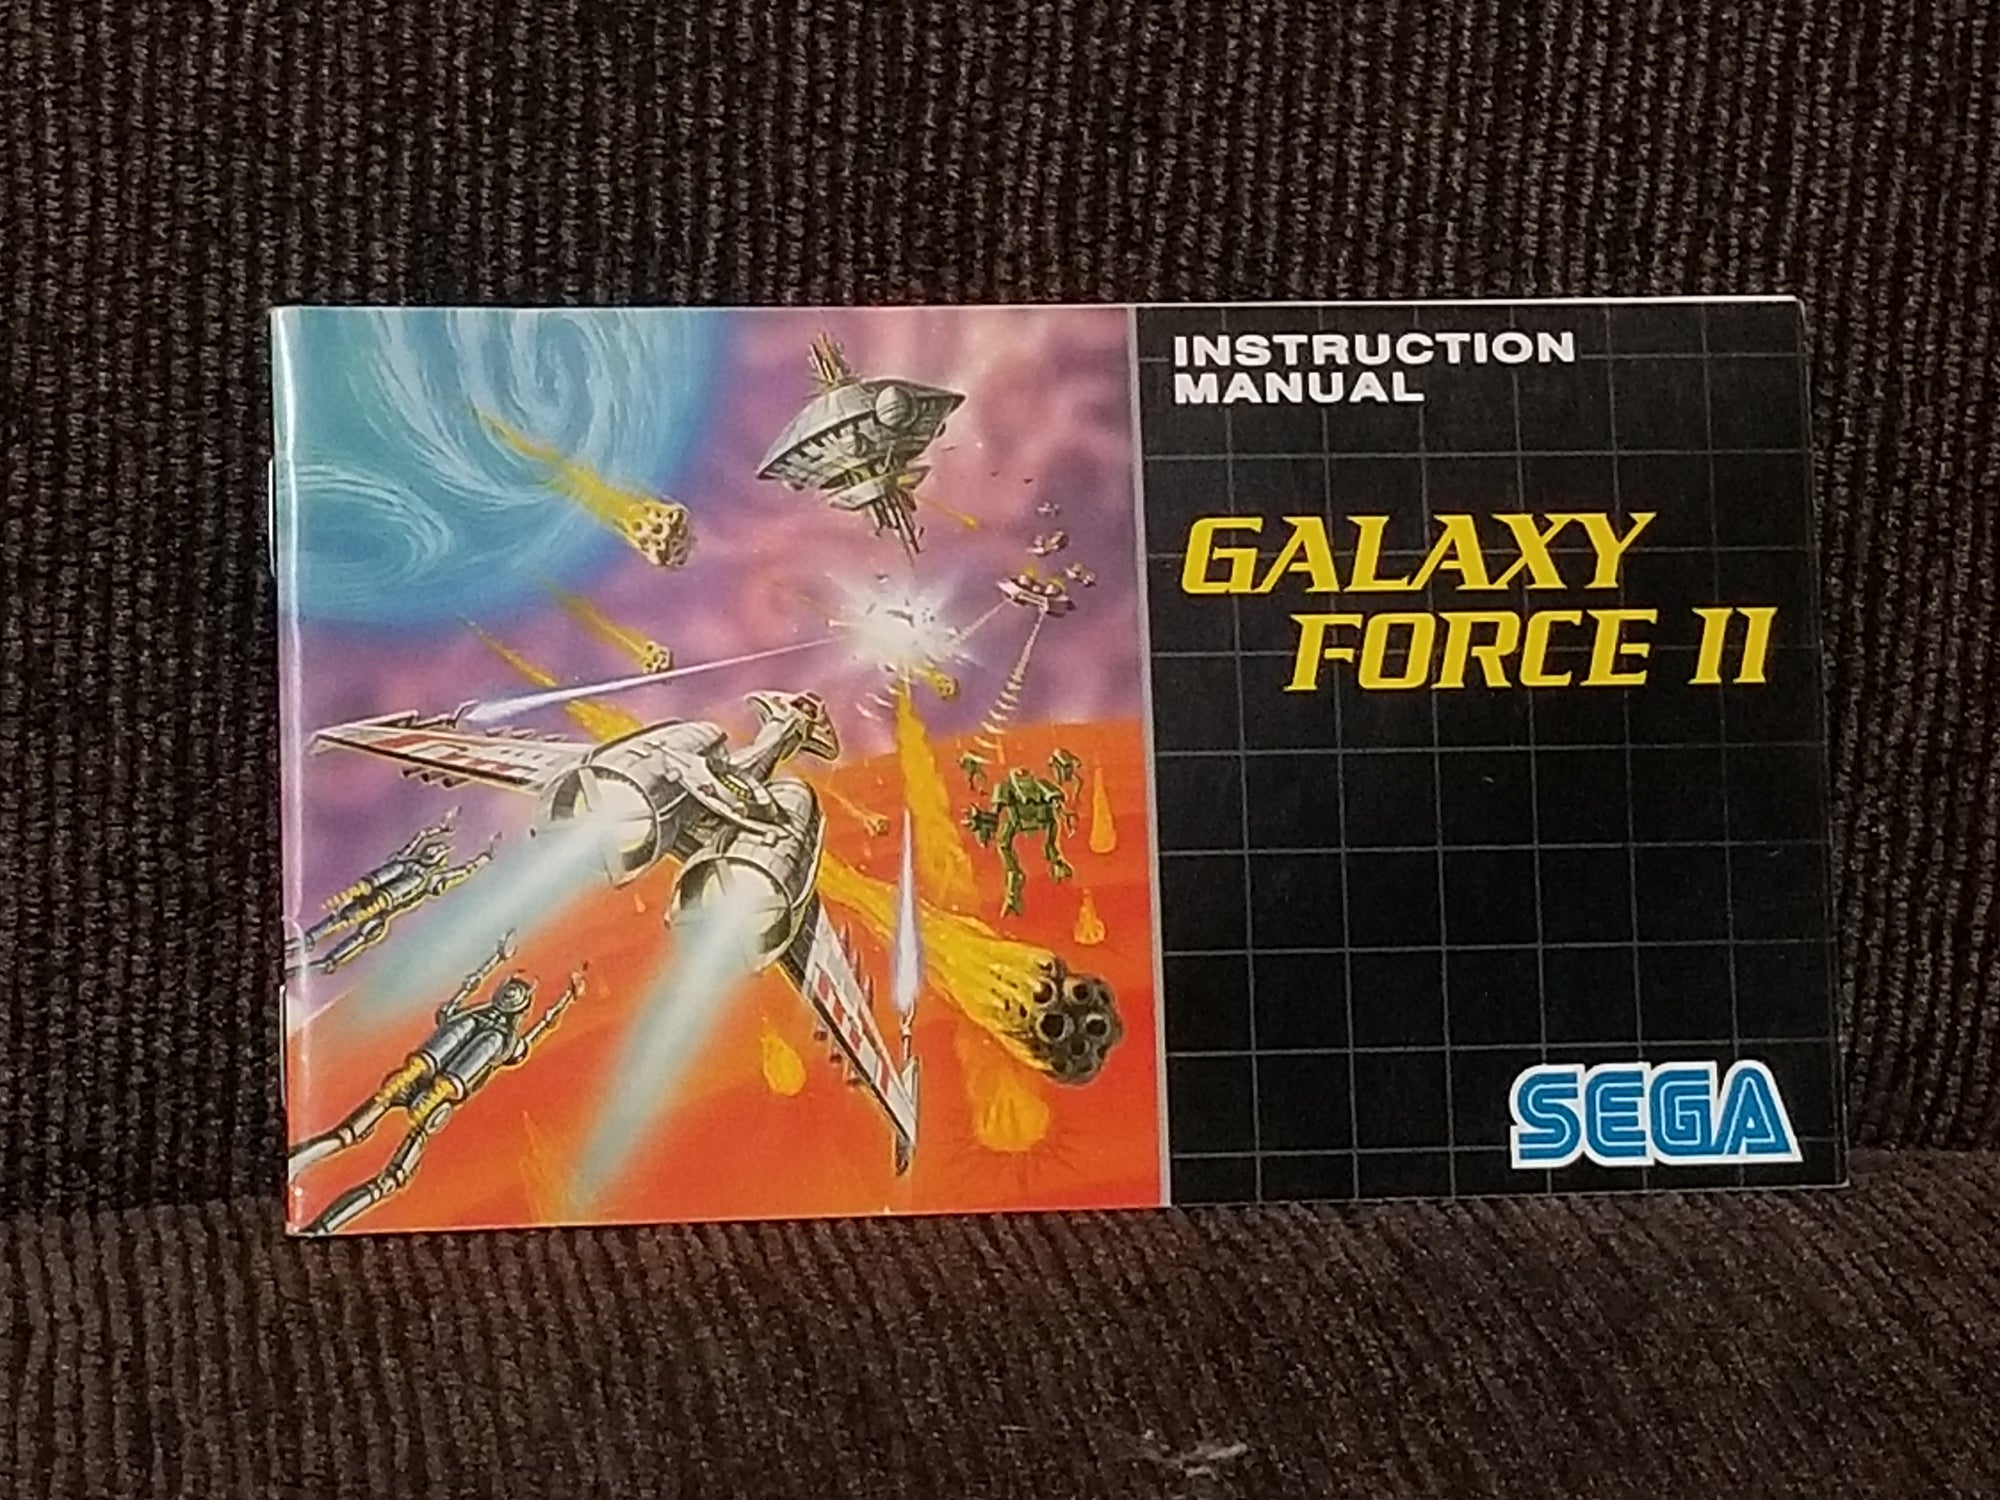 INSTRUCTION
MANUAL
GALAXY
FORCE II
SEGA